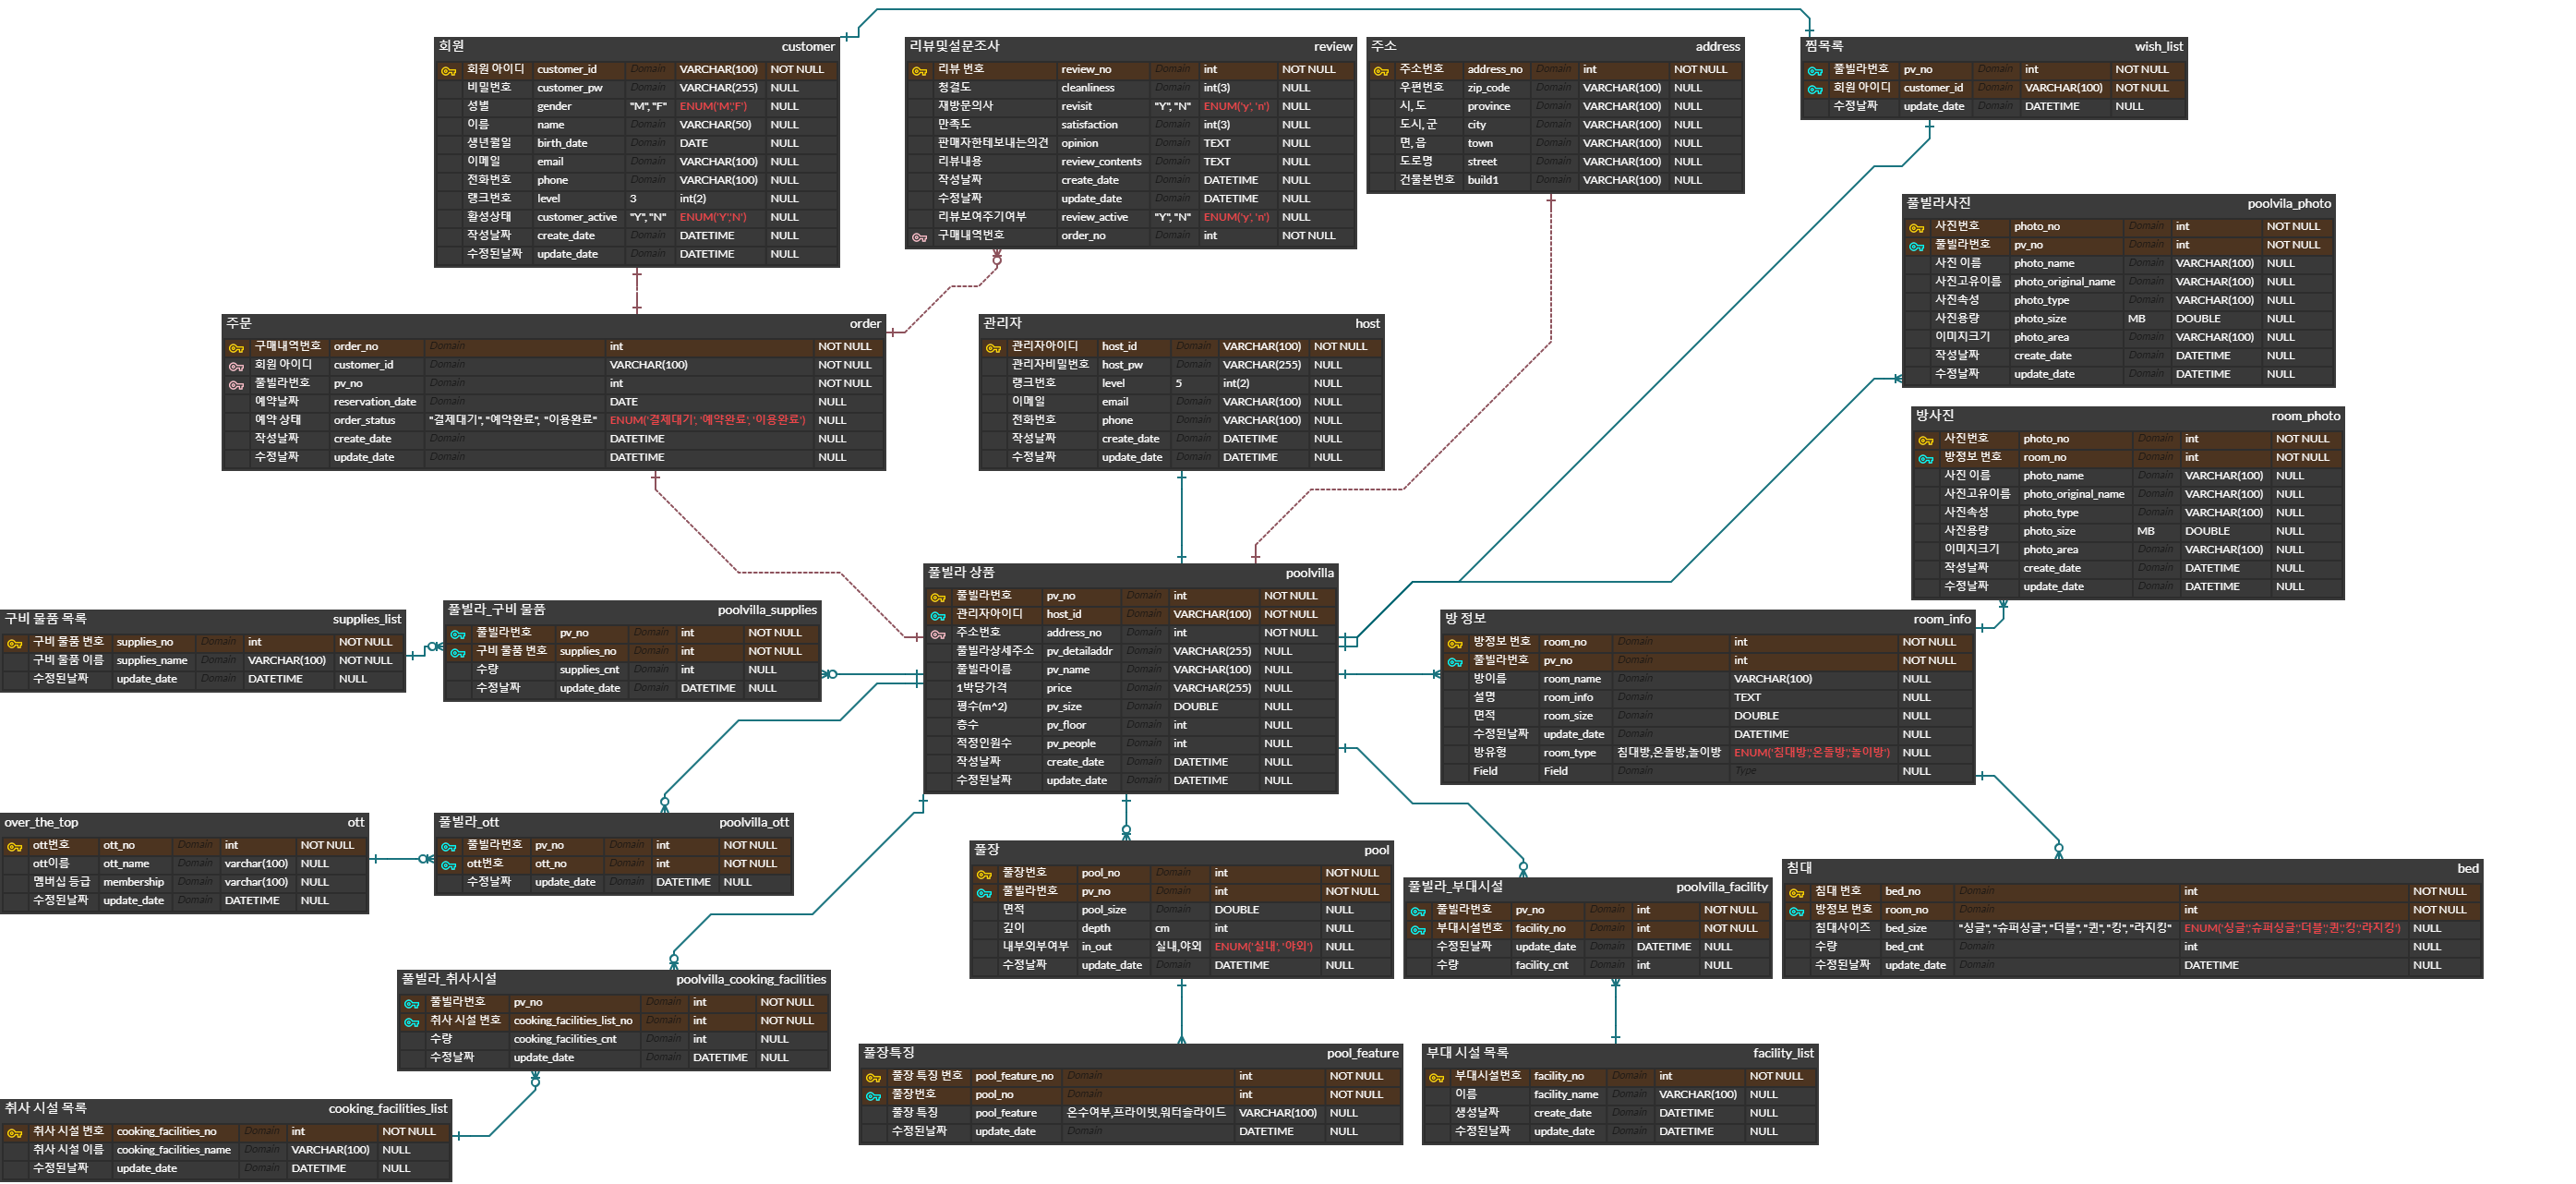 회원 customer
회원 아이디 customer_id Domain VARCHAR(100) NOT NULL
비밀번호 customer_pw Domain VARCHAR(255) NULL
성별 gender "M", "F" ENUM('M','F') NULL
이름 name Domain VARCHAR(50) NULL
생년월일 birth_date Domain DATE NULL
이메일 email Domain VARCHAR(100) NULL
전화번호 phone Domain VARCHAR(100) NULL
랭크번호 level 3 int(2) NULL
활성상태 customer_active "Y", "N" ENUM('Y','N') NULL
작성날짜 create_date Domain DATETIME NULL
수정된날짜 update_date Domain DATETIME NULL
리뷰및설문조사 review
리뷰 번호 review_no Domain int NOT NULL
청결도 cleanliness Domain int(3) NULL
재방문의사 revisit "Y", "N" ENUM('y', 'n') NULL
만족도 satisfaction Domain int(3) NULL
판매자한테보내는의견 opinion Domain TEXT NULL
리뷰내용 review_contents Domain TEXT NULL
작성날짜 create_date Domain DATETIME NULL
수정날짜 update_date Domain DATETIME NULL
리뷰보여주기여부 review_active "Y", "N" ENUM('y', 'n') NULL
구매내역번호 order_no Domain int NOT NULL
주소 address
주소번호 address_no Domain int NOT NULL
우편번호 zip_code Domain VARCHAR(100) NULL
시, 도 province Domain VARCHAR(100) NULL
도시, 군 city Domain VARCHAR(100) NULL
면, 읍 town Domain VARCHAR(100) NULL
도로명 street Domain VARCHAR(100) NULL
건물본번호 build1 Domain VARCHAR(100) NULL
찜목록 wish_list
풀빌라번호 pv_no Domain int NOT NULL
회원 아이디 customer_id Domain VARCHAR(100) NOT NULL
수정날짜 update_date Domain DATETIME NULL
풀빌라사진 poolvila_photo
사진번호 photo_no Domain int NOT NULL
풀빌라번호 pv_no Domain int NOT NULL
사진 이름 photo_name Domain VARCHAR(100) NULL
사진고유이름 photo_original_name Domain VARCHAR(100) NULL
사진속성 photo_type Domain VARCHAR(100) NULL
사진용량 photo_size MB DOUBLE NULL
이미지크기 photo_area Domain VARCHAR(100) NULL
작성날짜 create_date Domain DATETIME NULL
수정날짜 update_date Domain DATETIME NULL
주문 order
구매내역번호 order_no Domain int NOT NULL
회원 아이디 customer_id Domain VARCHAR(100) NOT NULL
풀빌라번호 pv_no Domain int NOT NULL
예약날짜 reservation_date Domain DATE NULL
예약 상태 order_status "결제대기", "예약완료", "이용완료" ENUM('결제대기', '예약완료', '이용완료') NULL
작성날짜 create_date Domain DATETIME NULL
수정날짜 update_date Domain DATETIME NULL
관리자 host
관리자아이디 host_id Domain VARCHAR(100) NOT NULL
관리자비밀번호 host_pw Domain VARCHAR(255) NULL
랭크번호 level 5 int(2) NULL
이메일 email Domain VARCHAR(100) NULL
전화번호 phone Domain VARCHAR(100) NULL
작성날짜 create_date Domain DATETIME NULL
수정날짜 update_date Domain DATETIME NULL
방사진 room_photo
사진번호 photo_no Domain int NOT NULL
방정보 번호 room_no Domain int NOT NULL
사진 이름 photo_name Domain VARCHAR(100) NULL
사진고유이름 photo_original_name Domain VARCHAR(100) NULL
사진속성 photo_type Domain VARCHAR(100) NULL
사진용량 photo_size MB DOUBLE NULL
이미지크기 photo_area Domain VARCHAR(100) NULL
작성날짜 create_date Domain DATETIME NULL
수정날짜 update_date Domain DATETIME NULL
풀빌라 상품 poolvilla
풀빌라번호 pv_no Domain int NOT NULL
관리자아이디 host_id Domain VARCHAR(100) NOT NULL
주소번호 address_no Domain int NOT NULL
풀빌라상세주소 pv_detailaddr Domain VARCHAR(255) NULL
풀빌라이름 pv_name Domain VARCHAR(100) NULL
1박당가격 price Domain VARCHAR(255) NULL
평수(m^2) pv_size Domain DOUBLE NULL
층수 pv_floor Domain int NULL
적정인원수 pv_people Domain int NULL
작성날짜 create_date Domain DATETIME NULL
수정된날짜 update_date Domain DATETIME NULL
구비 물품 목록 supplies_list
구비 물품 번호 supplies_no Domain int NOT NULL
구비 물품 이름 supplies_name Domain VARCHAR(100) NOT NULL
수정된날짜 update_date Domain DATETIME NULL
풀빌라_구비 물품 poolvilla_supplies
풀빌라번호 pv_no Domain int NOT NULL
구비 물품 번호 supplies_no Domain int NOT NULL
수량 supplies_cnt Domain int NULL
수정날짜 update_date Domain DATETIME NULL
방 정보 room_info
방정보 번호 room_no Domain int NOT NULL
풀빌라번호 pv_no Domain int NOT NULL
방이름 room_name Domain VARCHAR(100) NULL
설명 room_info Domain TEXT NULL
면적 room_size Domain DOUBLE NULL
수정된날짜 update_date Domain DATETIME NULL
방유형 room_type 침대방,온돌방,놀이방 ENUM('침대방','온돌방','놀이방') NULL
Field Field Domain Type NULL
over_the_top ott
ott번호 ott_no Domain int NOT NULL
ott이름 ott_name Domain varchar(100) NULL
멤버십 등급 membership Domain varchar(100) NULL
수정된날짜 update_date Domain DATETIME NULL
풀빌라_ott poolvilla_ott
풀빌라번호 pv_no Domain int NOT NULL
ott번호 ott_no Domain int NOT NULL
수정날짜 update_date Domain DATETIME NULL
풀장 pool
풀장번호 pool_no Domain int NOT NULL
풀빌라번호 pv_no Domain int NOT NULL
면적 pool_size Domain DOUBLE NULL
깊이 depth cm int NULL
내부외부여부 in_out 실내,야외 ENUM('실내', '야외') NULL
수정날짜 update_date Domain DATETIME NULL
풀빌라_부대시설 poolvilla_facility
풀빌라번호 pv_no Domain int NOT NULL
부대시설번호 facility_no Domain int NOT NULL
수정된날짜 update_date Domain DATETIME NULL
수량 facility_cnt Domain int NULL
침대 bed
침대 번호 bed_no Domain int NOT NULL
방정보 번호 room_no Domain int NOT NULL
침대사이즈 bed_size "싱글", "슈퍼싱글", "더블", "퀸", "킹", "라지킹" ENUM('싱글','슈퍼싱글','더블','퀸','킹','라지킹') NULL
수량 bed_cnt Domain int NULL
수정된날짜 update_date Domain DATETIME NULL
풀빌라_취사시설 poolvilla_cooking_facilities
풀빌라번호 pv_no Domain int NOT NULL
취사 시설 번호 cooking_facilities_list_no Domain int NOT NULL
수량 cooking_facilities_cnt Domain int NULL
수정날짜 update_date Domain DATETIME NULL
풀장특징 pool_feature
풀장 특징 번호 pool_feature_no Domain int NOT NULL
풀장번호 pool_no Domain int NOT NULL
풀장 특징 pool_feature 온수여부,프라이빗,워터슬라이드 VARCHAR(100) NULL
수정된날짜 update_date Domain DATETIME NULL
부대 시설 목록 facility_list
부대시설번호 facility_no Domain int NOT NULL
이름 facility_name Domain VARCHAR(100) NULL
생성날짜 create_date Domain DATETIME NULL
수정된날짜 update_date Domain DATETIME NULL
취사 시설 목록 cooking_facilities_list
취사 시설 번호 cooking_facilities_no Domain int NOT NULL
취사 시설 이름 cooking_facilities_name Domain VARCHAR(100) NULL
수정된날짜 update_date Domain DATETIME NULL